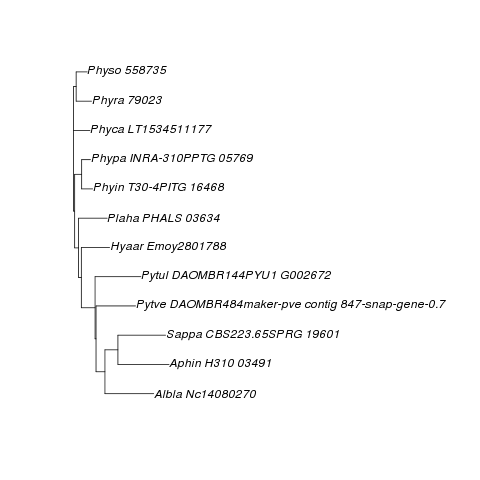 Physo 558735
Phyra 79023
Phyca LT1534511177
Phypa INRA-310PPTG 05769
Phyin T30-4PITG 16468
Plaha PHALS 03634
Hyaar Emoy2801788
Pytul DAOMBR144PYU1 G002672
Pytve DAOMBR484maker-pve contig 847-snap-gene-0.7
Sappa CBS223.65SPRG 19601
Aphin H310 03491
Albla Nc14080270